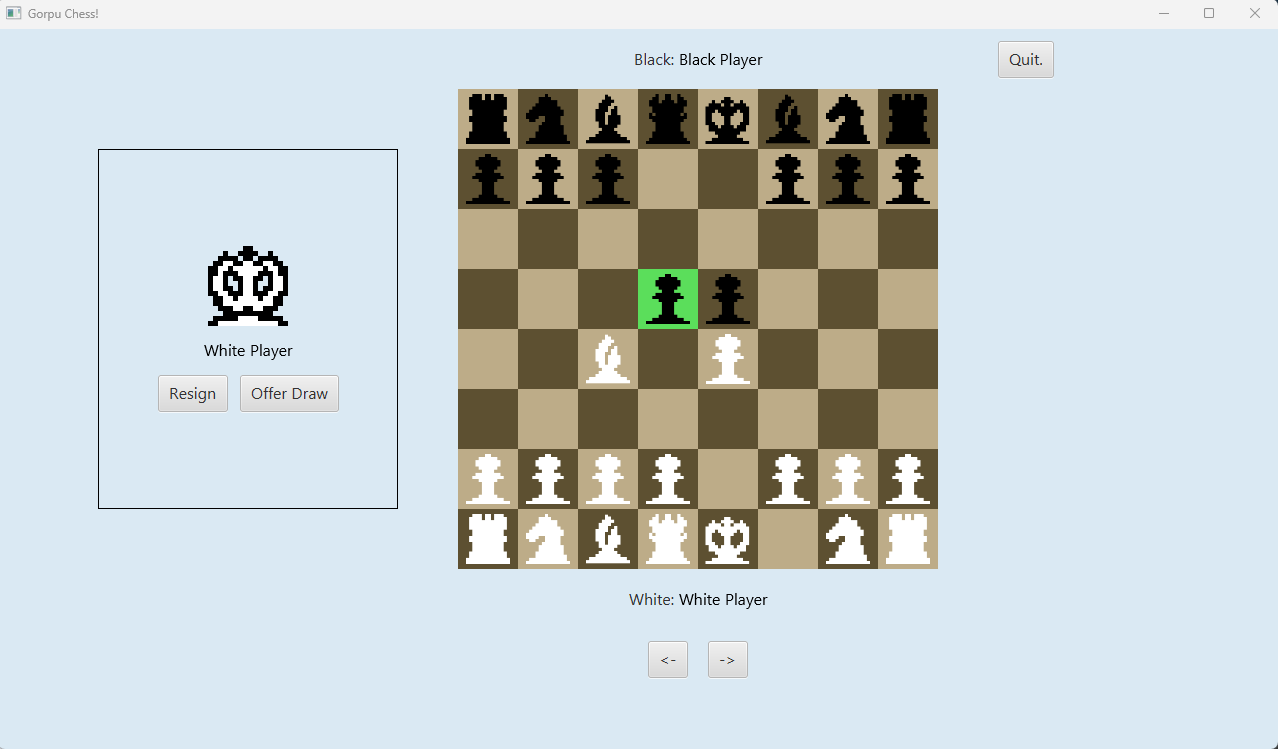 Gorpu Chess!
Black: Black Player
Quit.
White Player
Resign
Offer Draw
White: White Player
<-
->